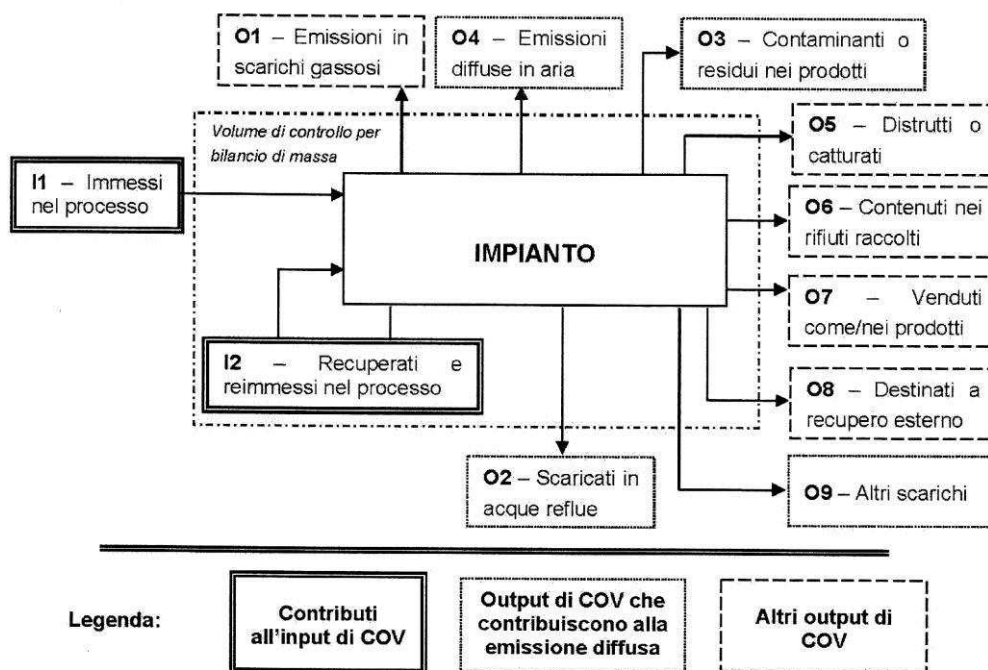 O1 – Emissioni in
scarichi gassosi
O4 – Emissioni
diffuse in aria
O3 – Contaminanti o
residui nei prodotti
Volume di controllo per
bilancio di massa
O5 – Distrutti o
catturati
I1 – Immessi
nel processo
O6 – Contenuti nei
rifiuti raccolti
IMPIANTO
O7 – Venduti
come/nei prodotti
I2 – Recuperati e
reimmessi nel processo
O8 – Destinati a
recupero esterno
O2 – Scaricati in
acque reflue
O9 – Altri scarichi
Legenda:
Contributi
all'input di COV
Output di COV che
contribuiscono alla
emissione diffusa
Altri output di
COV